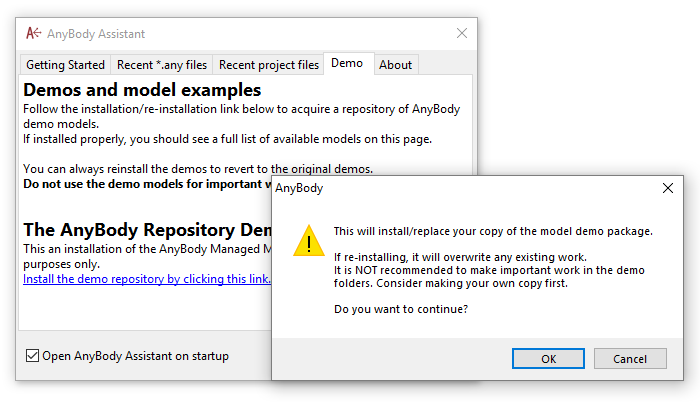 AnyBody Assistant
Getting Started
Recent *.any files
Recent project files
Demo
About
Demos and model examples
Follow the installation/re-installation link below to acquire a repository of AnyBody
demo models.
If installed properly, you should see a full list of available models on this page.
You can always reinstall the demos to revert to the original demos.
Do not use the demo models for important
The AnyBody Repository
This an installation of the AnyBody Managed
purposes only.
Install the demo repository by clicking this link.
Open AnyBody Assistant on startup
AnyBody
This will install/replace your copy of the model demo package.
If re-installing, it will overwrite any existing work.
It is NOT recommended to make important work in the demo
folders. Consider making your own copy first.
Do you want to continue?
OK
Cancel